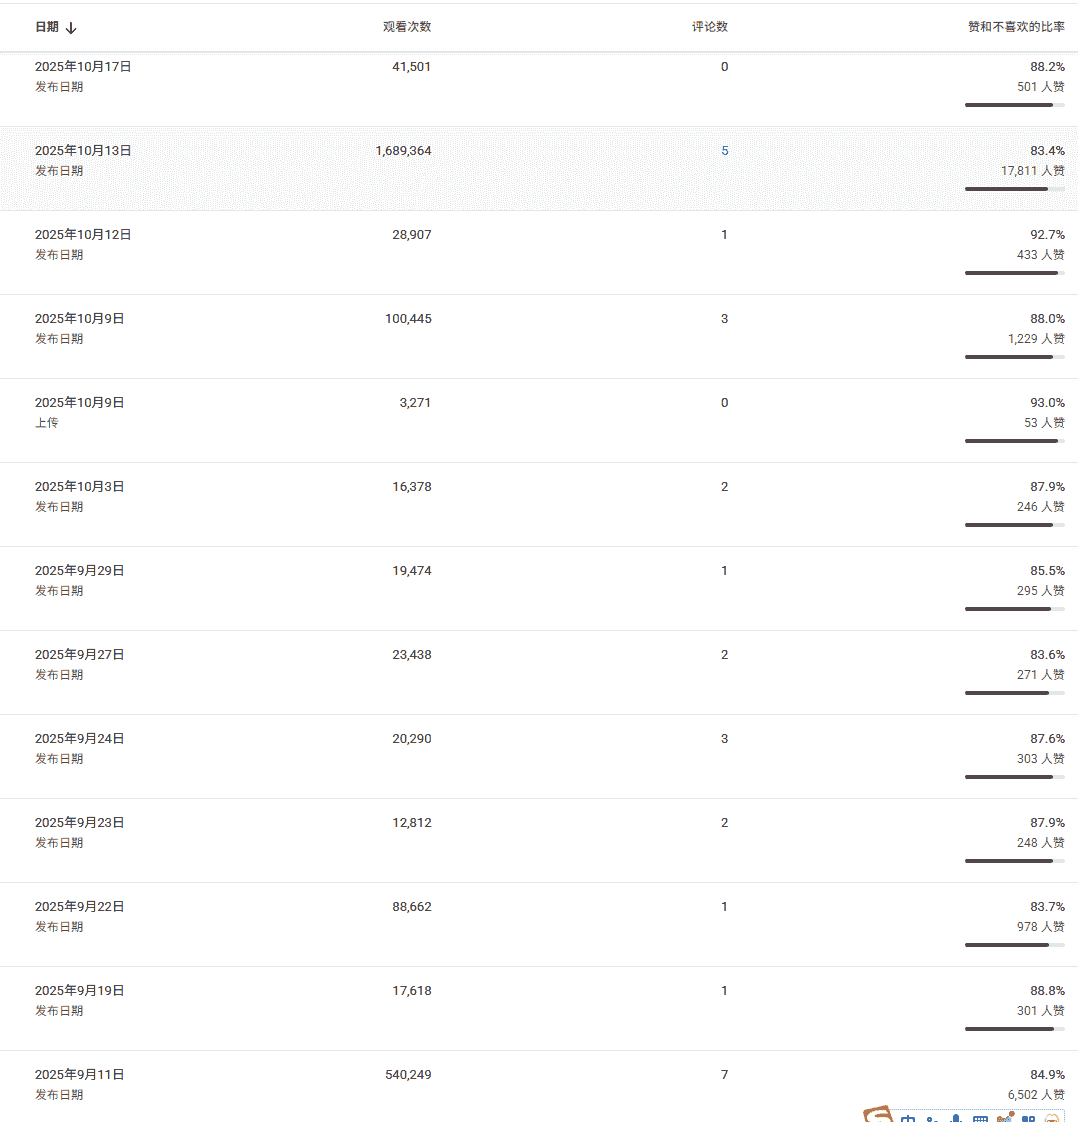 日期 观看次数 评论数 赞和不喜欢的比率
2025年10月17日 41,501 0 88.2%
发布日期 501 人赞
2025年10月13日 1,689,364 5 83.4%
发布日期 17,811 人赞
2025年10月12日 28,907 1 92.7%
发布日期 433 人赞
2025年10月9日 100,445 3 88.0%
发布日期 1,229 人赞
2025年10月9日 3,271 0 93.0%
上传 53 人赞
2025年10月3日 16,378 2 87.9%
发布日期 246 人赞
2025年9月29日 19,474 1 85.5%
发布日期 295 人赞
2025年9月27日 23,438 2 83.6%
发布日期 271 人赞
2025年9月24日 20,290 3 87.6%
发布日期 303 人赞
2025年9月23日 12,812 2 87.9%
发布日期 248 人赞
2025年9月22日 88,662 1 83.7%
发布日期 978 人赞
2025年9月19日 17,618 1 88.8%
发布日期 301 人赞
2025年9月11日 540,249 7 84.9%
发布日期 6,502 人赞